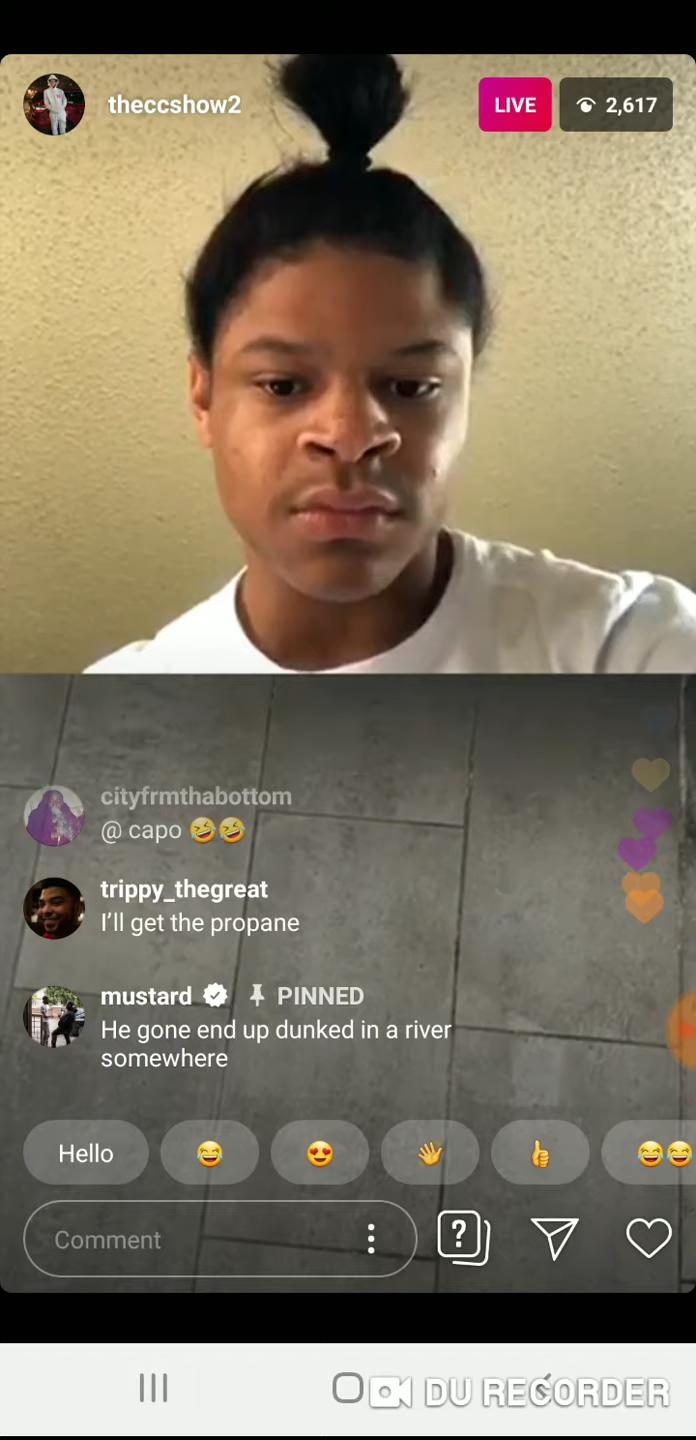 theccshow2
LIVE
2,617
cityfrmthabottom
@ capo 🤣🤣
trippy_thegreat
I'll get the propane
mustard
PINNED
He gone end up dunked in a river
somewhere
Hello 😂 😍 👋 👍 😂😂
Comment
DU RECORDER